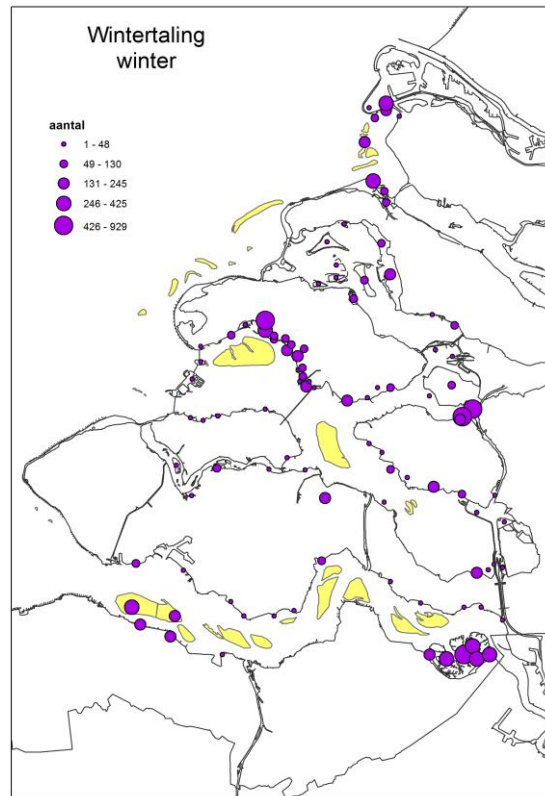 Wintertaling
winter
aantal
1 - 48
49 - 130
131 - 245
246 - 425
426 - 929